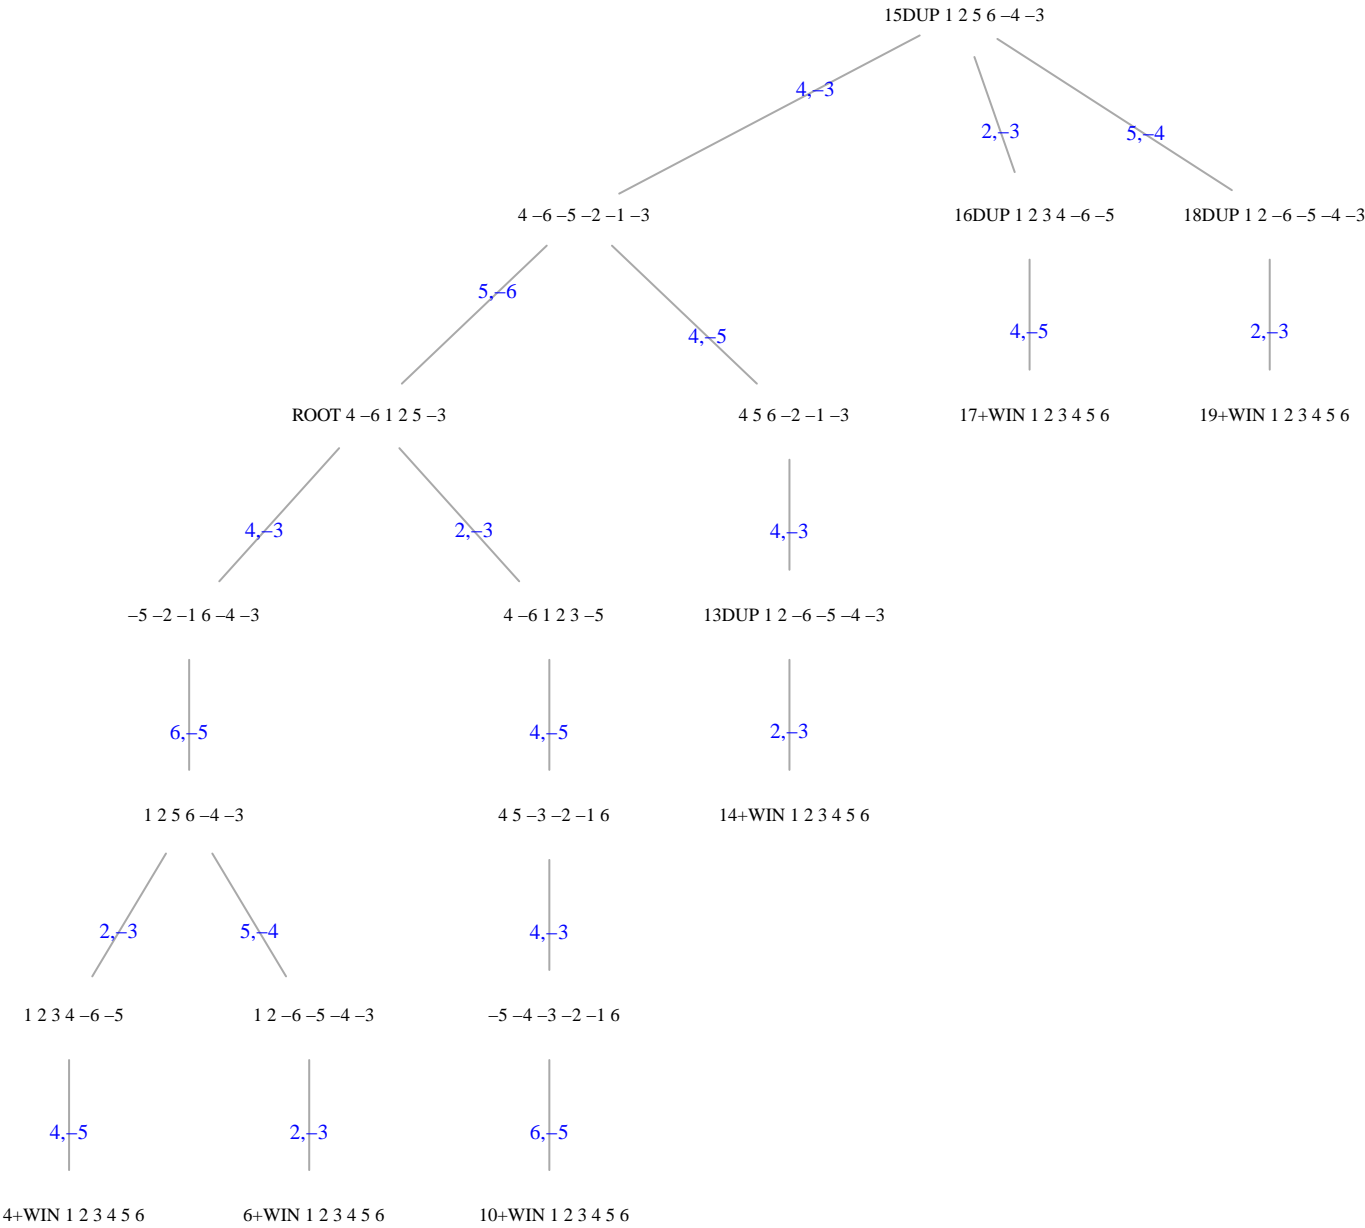 15DUP 1 2 5 6 –4 –3
4,–3
2,–3
5,–4
4 –6 –5 –2 –1 –3
16DUP 1 2 3 4 –6 –5
18DUP 1 2 –6 –5 –4 –3
5,–6
4,–5
4,–5
2,–3
ROOT 4 –6 1 2 5 –3
4 5 6 –2 –1 –3
17+WIN 1 2 3 4 5 6
19+WIN 1 2 3 4 5 6
4,–3
2,–3
4,–3
–5 –2 –1 6 –4 –3
4 –6 1 2 3 –5
13DUP 1 2 –6 –5 –4 –3
6,–5
4,–5
2,–3
1 2 5 6 –4 –3
4 5 –3 –2 –1 6
14+WIN 1 2 3 4 5 6
2,–3
5,–4
4,–3
1 2 3 4 –6 –5
1 2 –6 –5 –4 –3
–5 –4 –3 –2 –1 6
4,–5
2,–3
6,–5
4+WIN 1 2 3 4 5 6
6+WIN 1 2 3 4 5 6
10+WIN 1 2 3 4 5 6